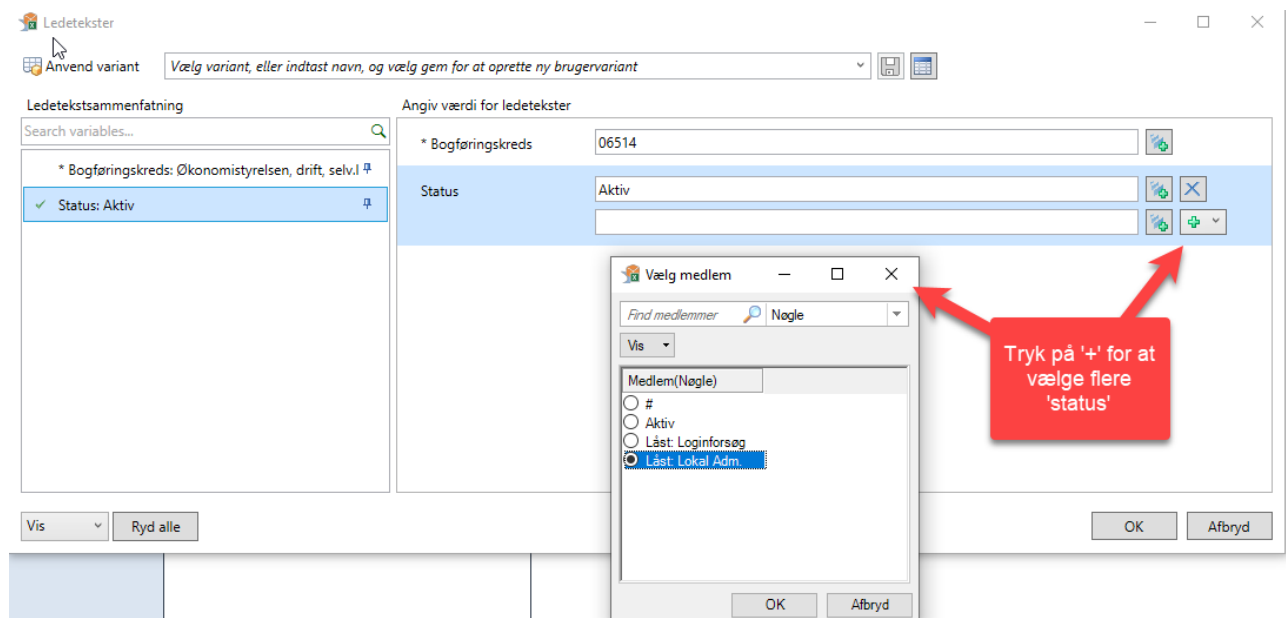 Ledetekster
Anvend variant
Vælg variant, eller indtast navn, og vælg gem for at oprette ny brugervariant
Ledetekstsammenfatning
Search variables...
* Bogføringskreds: Økonomistyrelsen, drift, selv.l
Status: Aktiv
Angiv værdi for ledetekster
* Bogføringskreds
06514
Status
Aktiv
Vælg medlem
Find medlemmer
Nøgle
Vis
Medlem(Nøgle)
#
Aktiv
Låst: Loginforsøg
Låst: Lokal Adm.
OK
Afbryd
Tryk på '+' for at
vælge flere
'status'
Vis
Ryd alle
OK
Afbryd